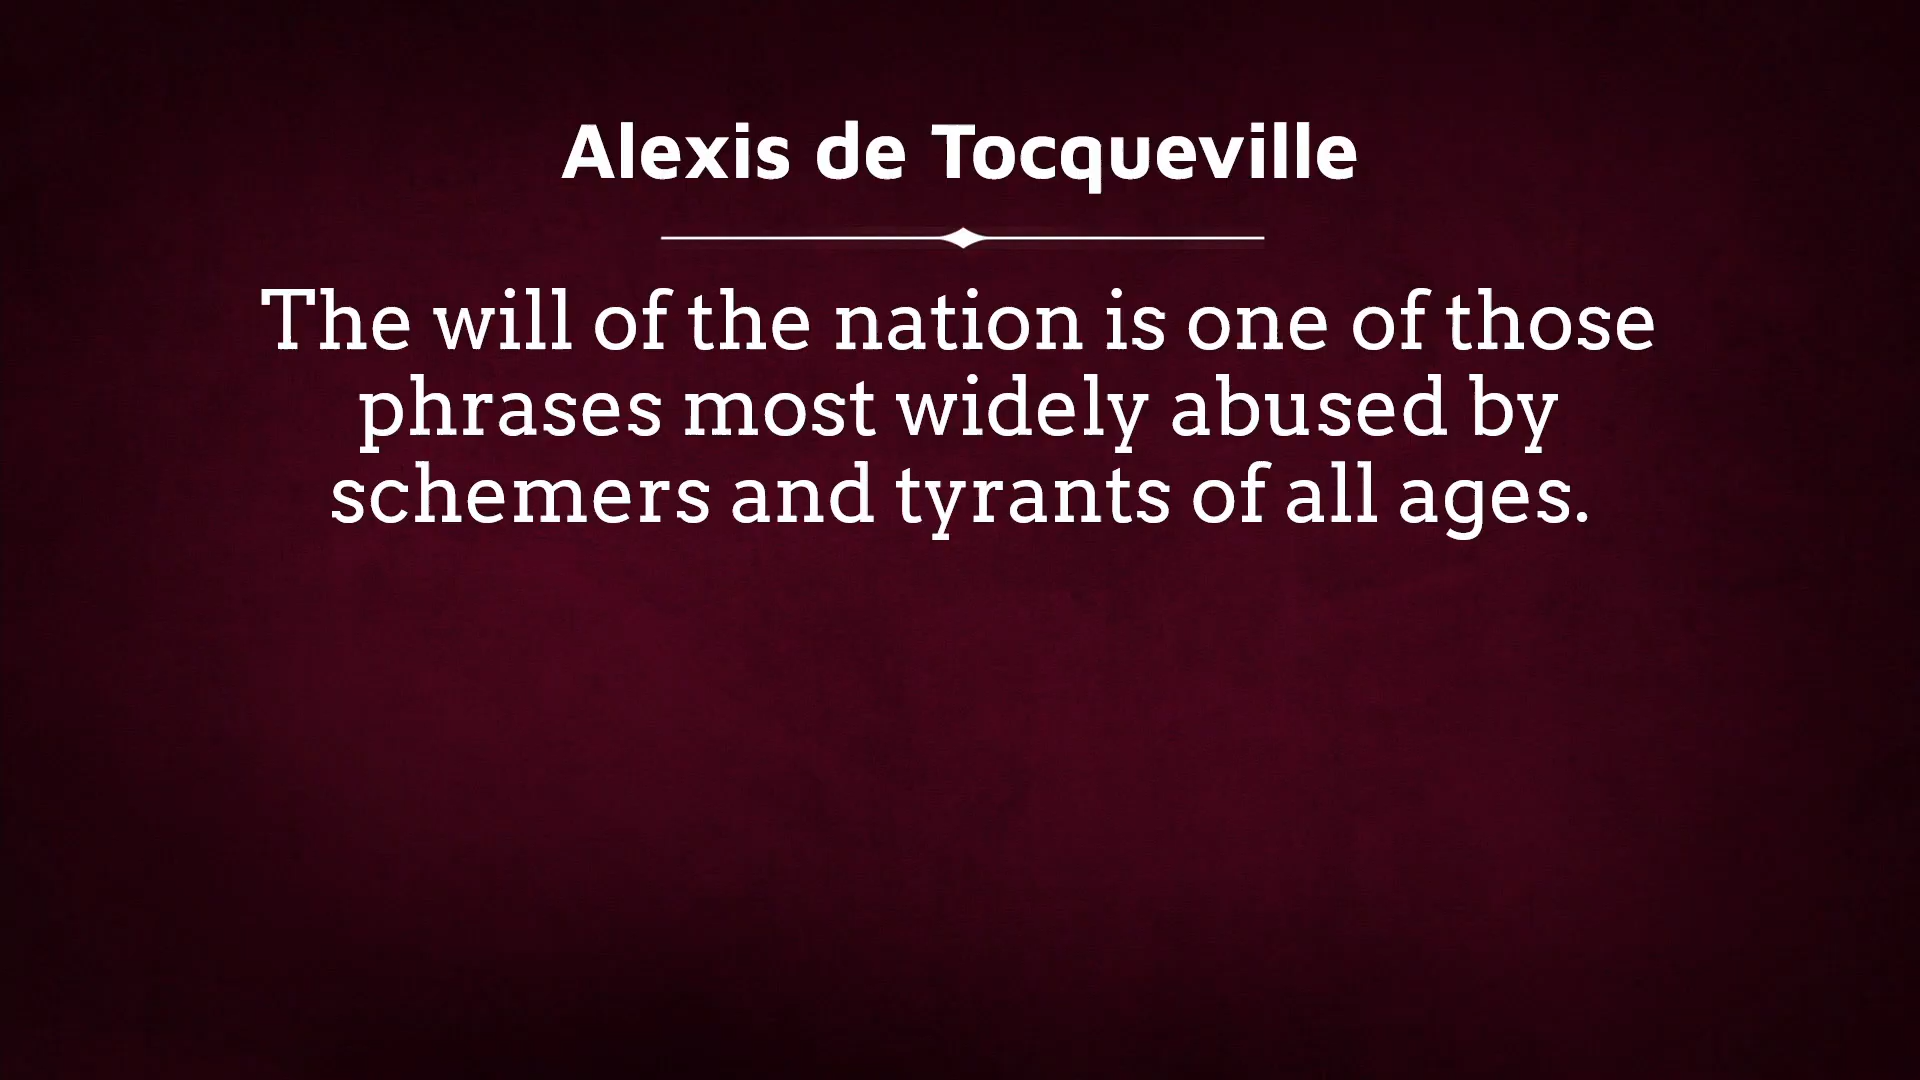 Alexis de Tocqueville
The will of the nation is one of those
phrases most widely abused by
schemers and tyrants of all ages.